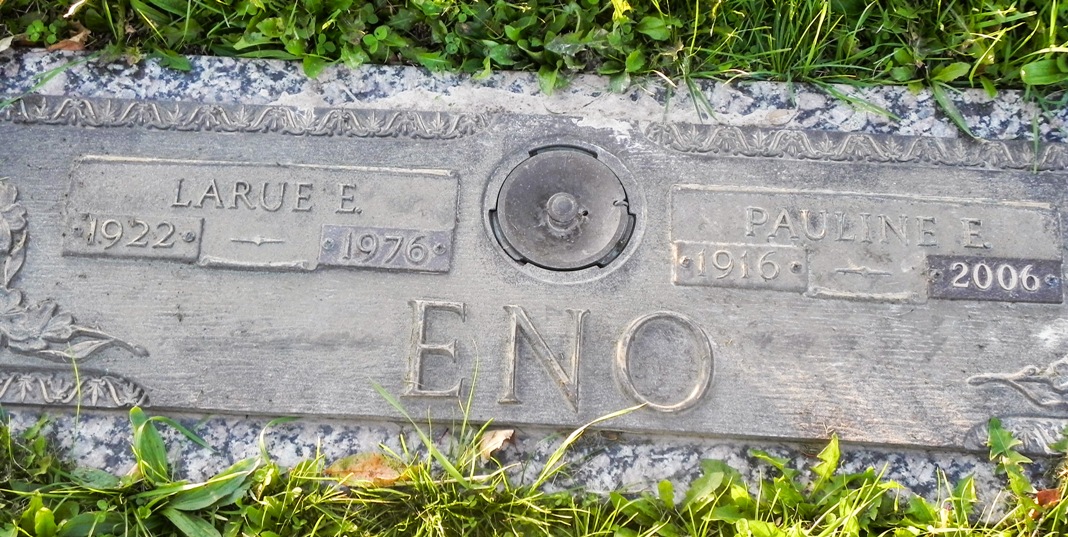 LARUE E.
1922 1976
PAULINE E.
1916 2006
ENO